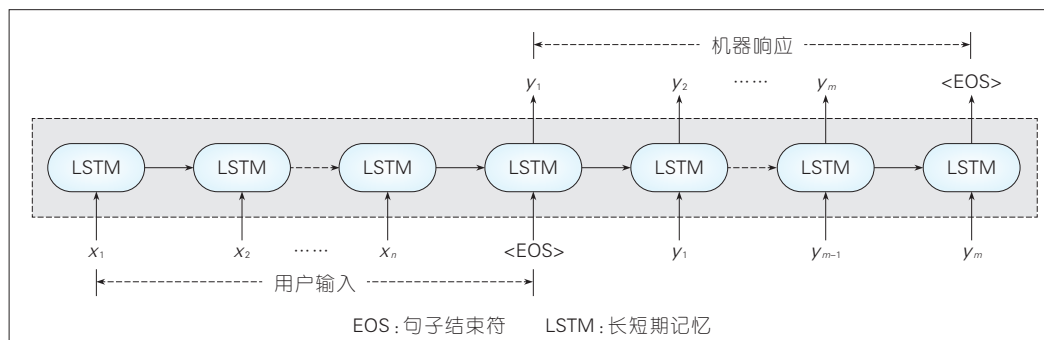 机器响应
y1 y2 …… ym <EOS>
LSTM LSTM LSTM LSTM LSTM LSTM LSTM
x1 x2 …… xn <EOS> y1 ym-1 ym
用户输入
EOS:句子结束符 LSTM:长短期记忆